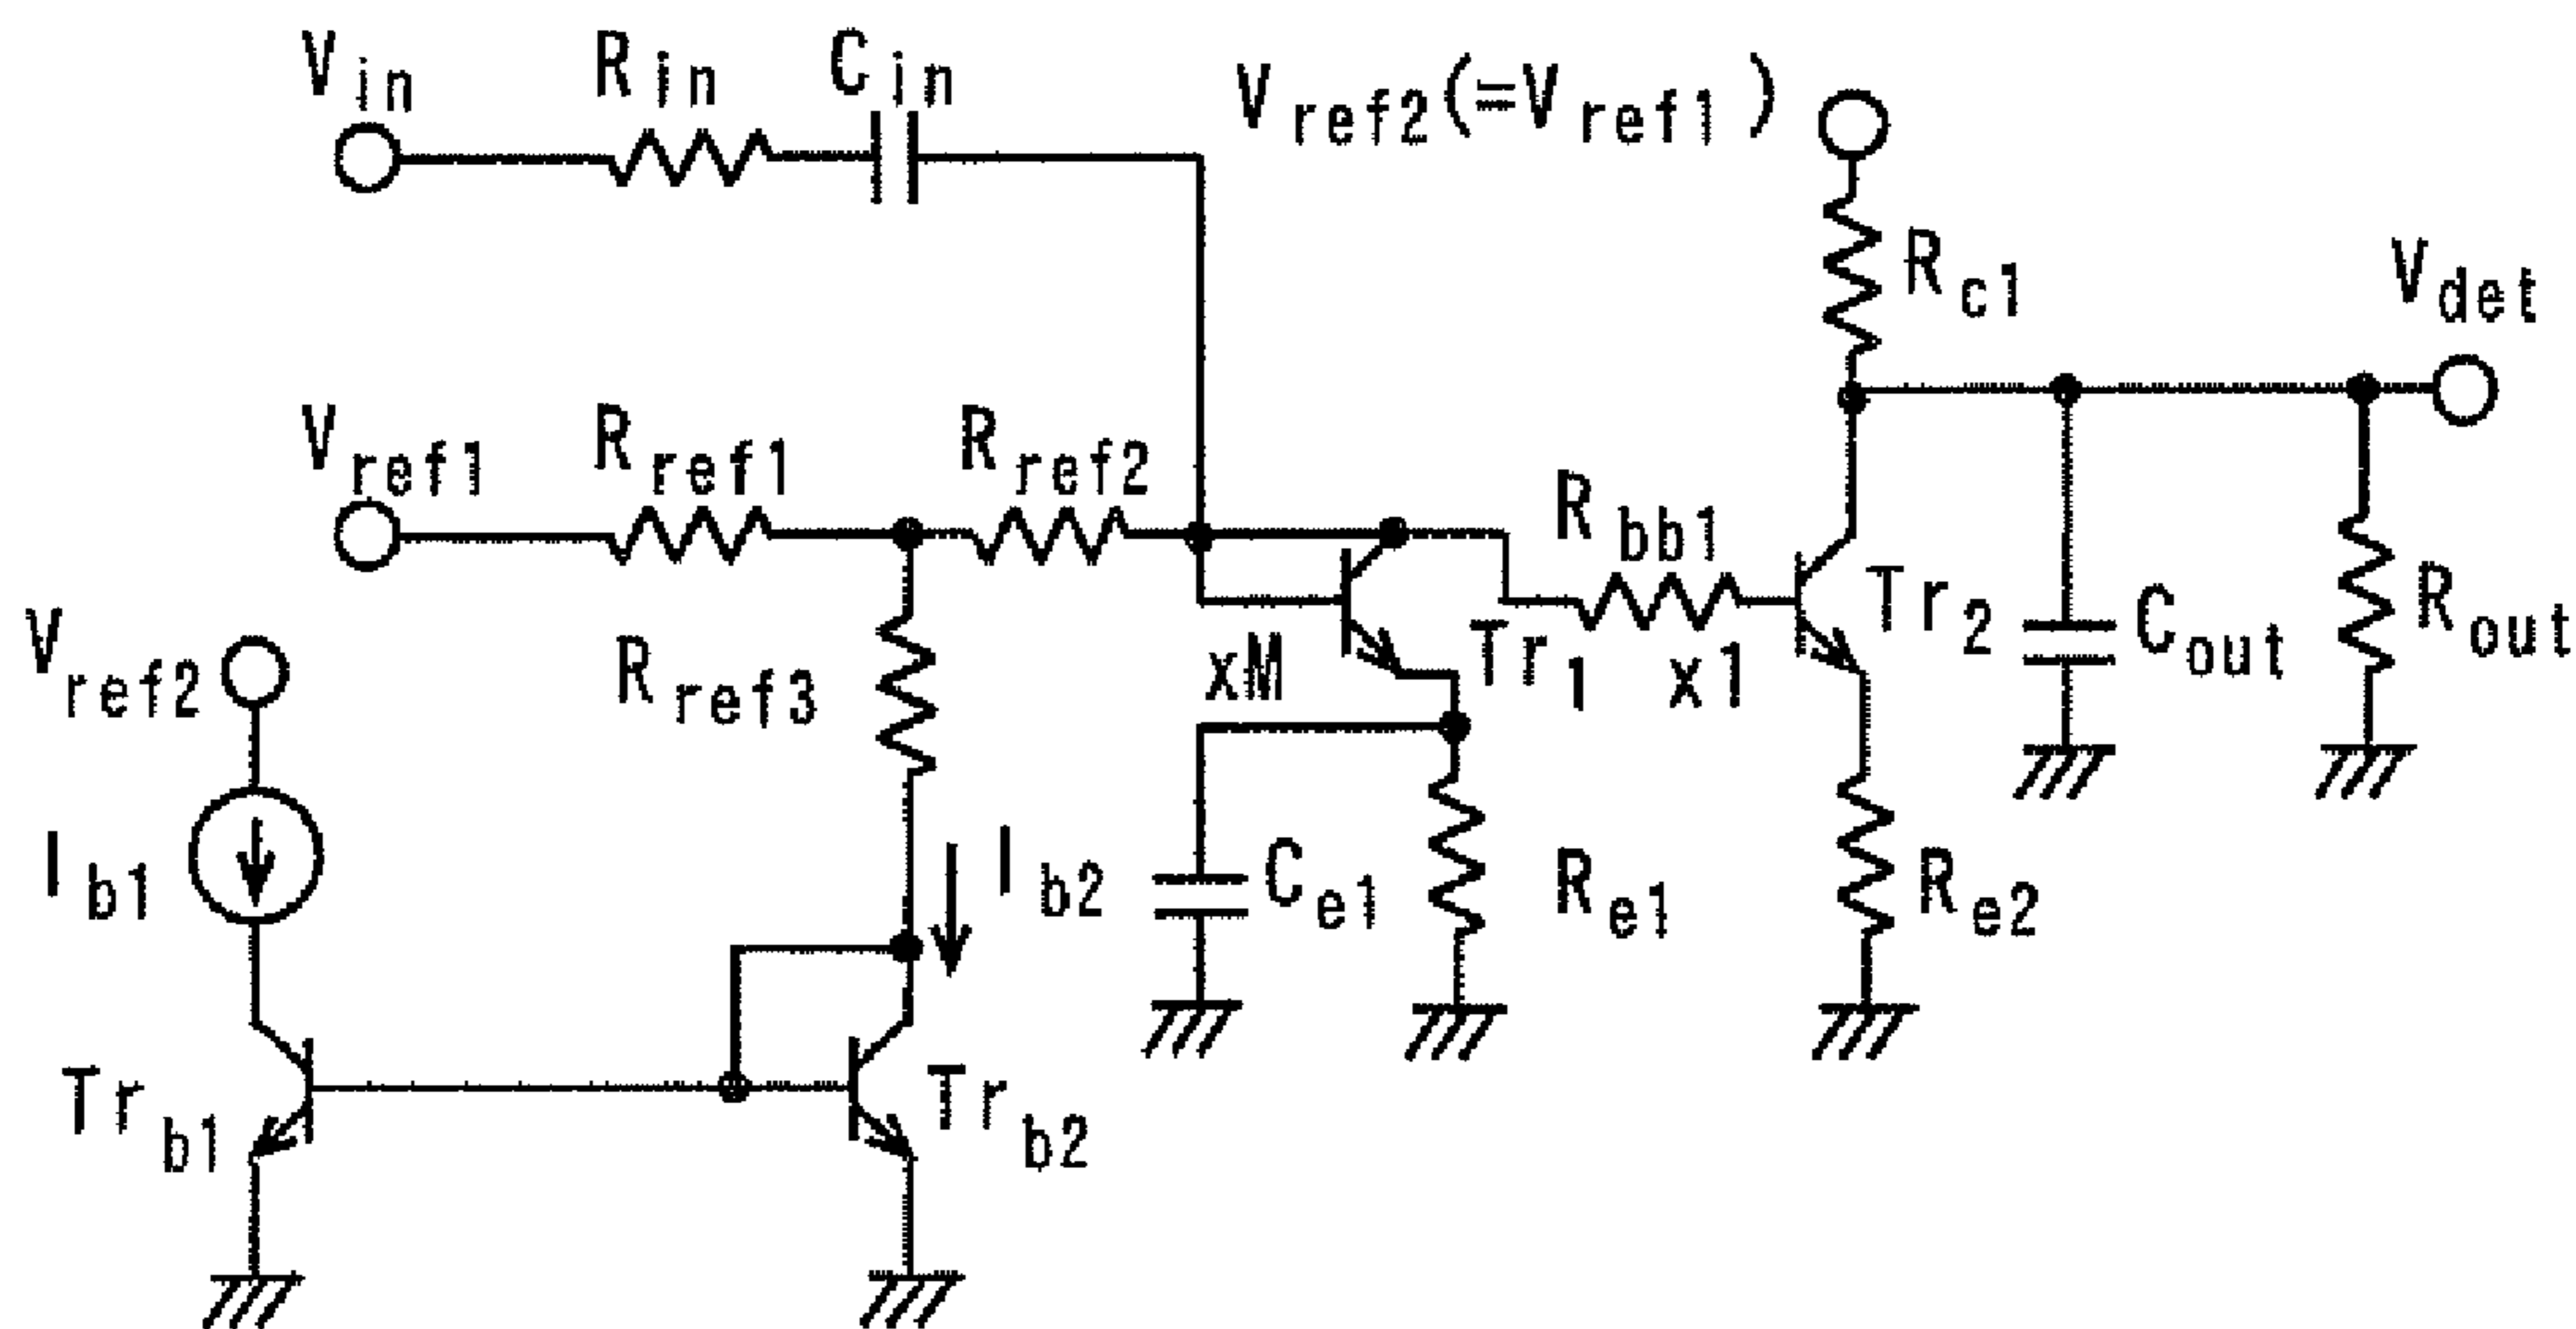 Vin
Rin
Cin
Vref2(=Vref1)
Rc1
Vdet
Vref1
Rref1
Rref2
Rbb1
Tr2
Cout
Rout
Vref2
Rref3
xM
Tr1
x1
Ib1
Ib2
Ce1
Re1
Re2
Trb1
Trb2